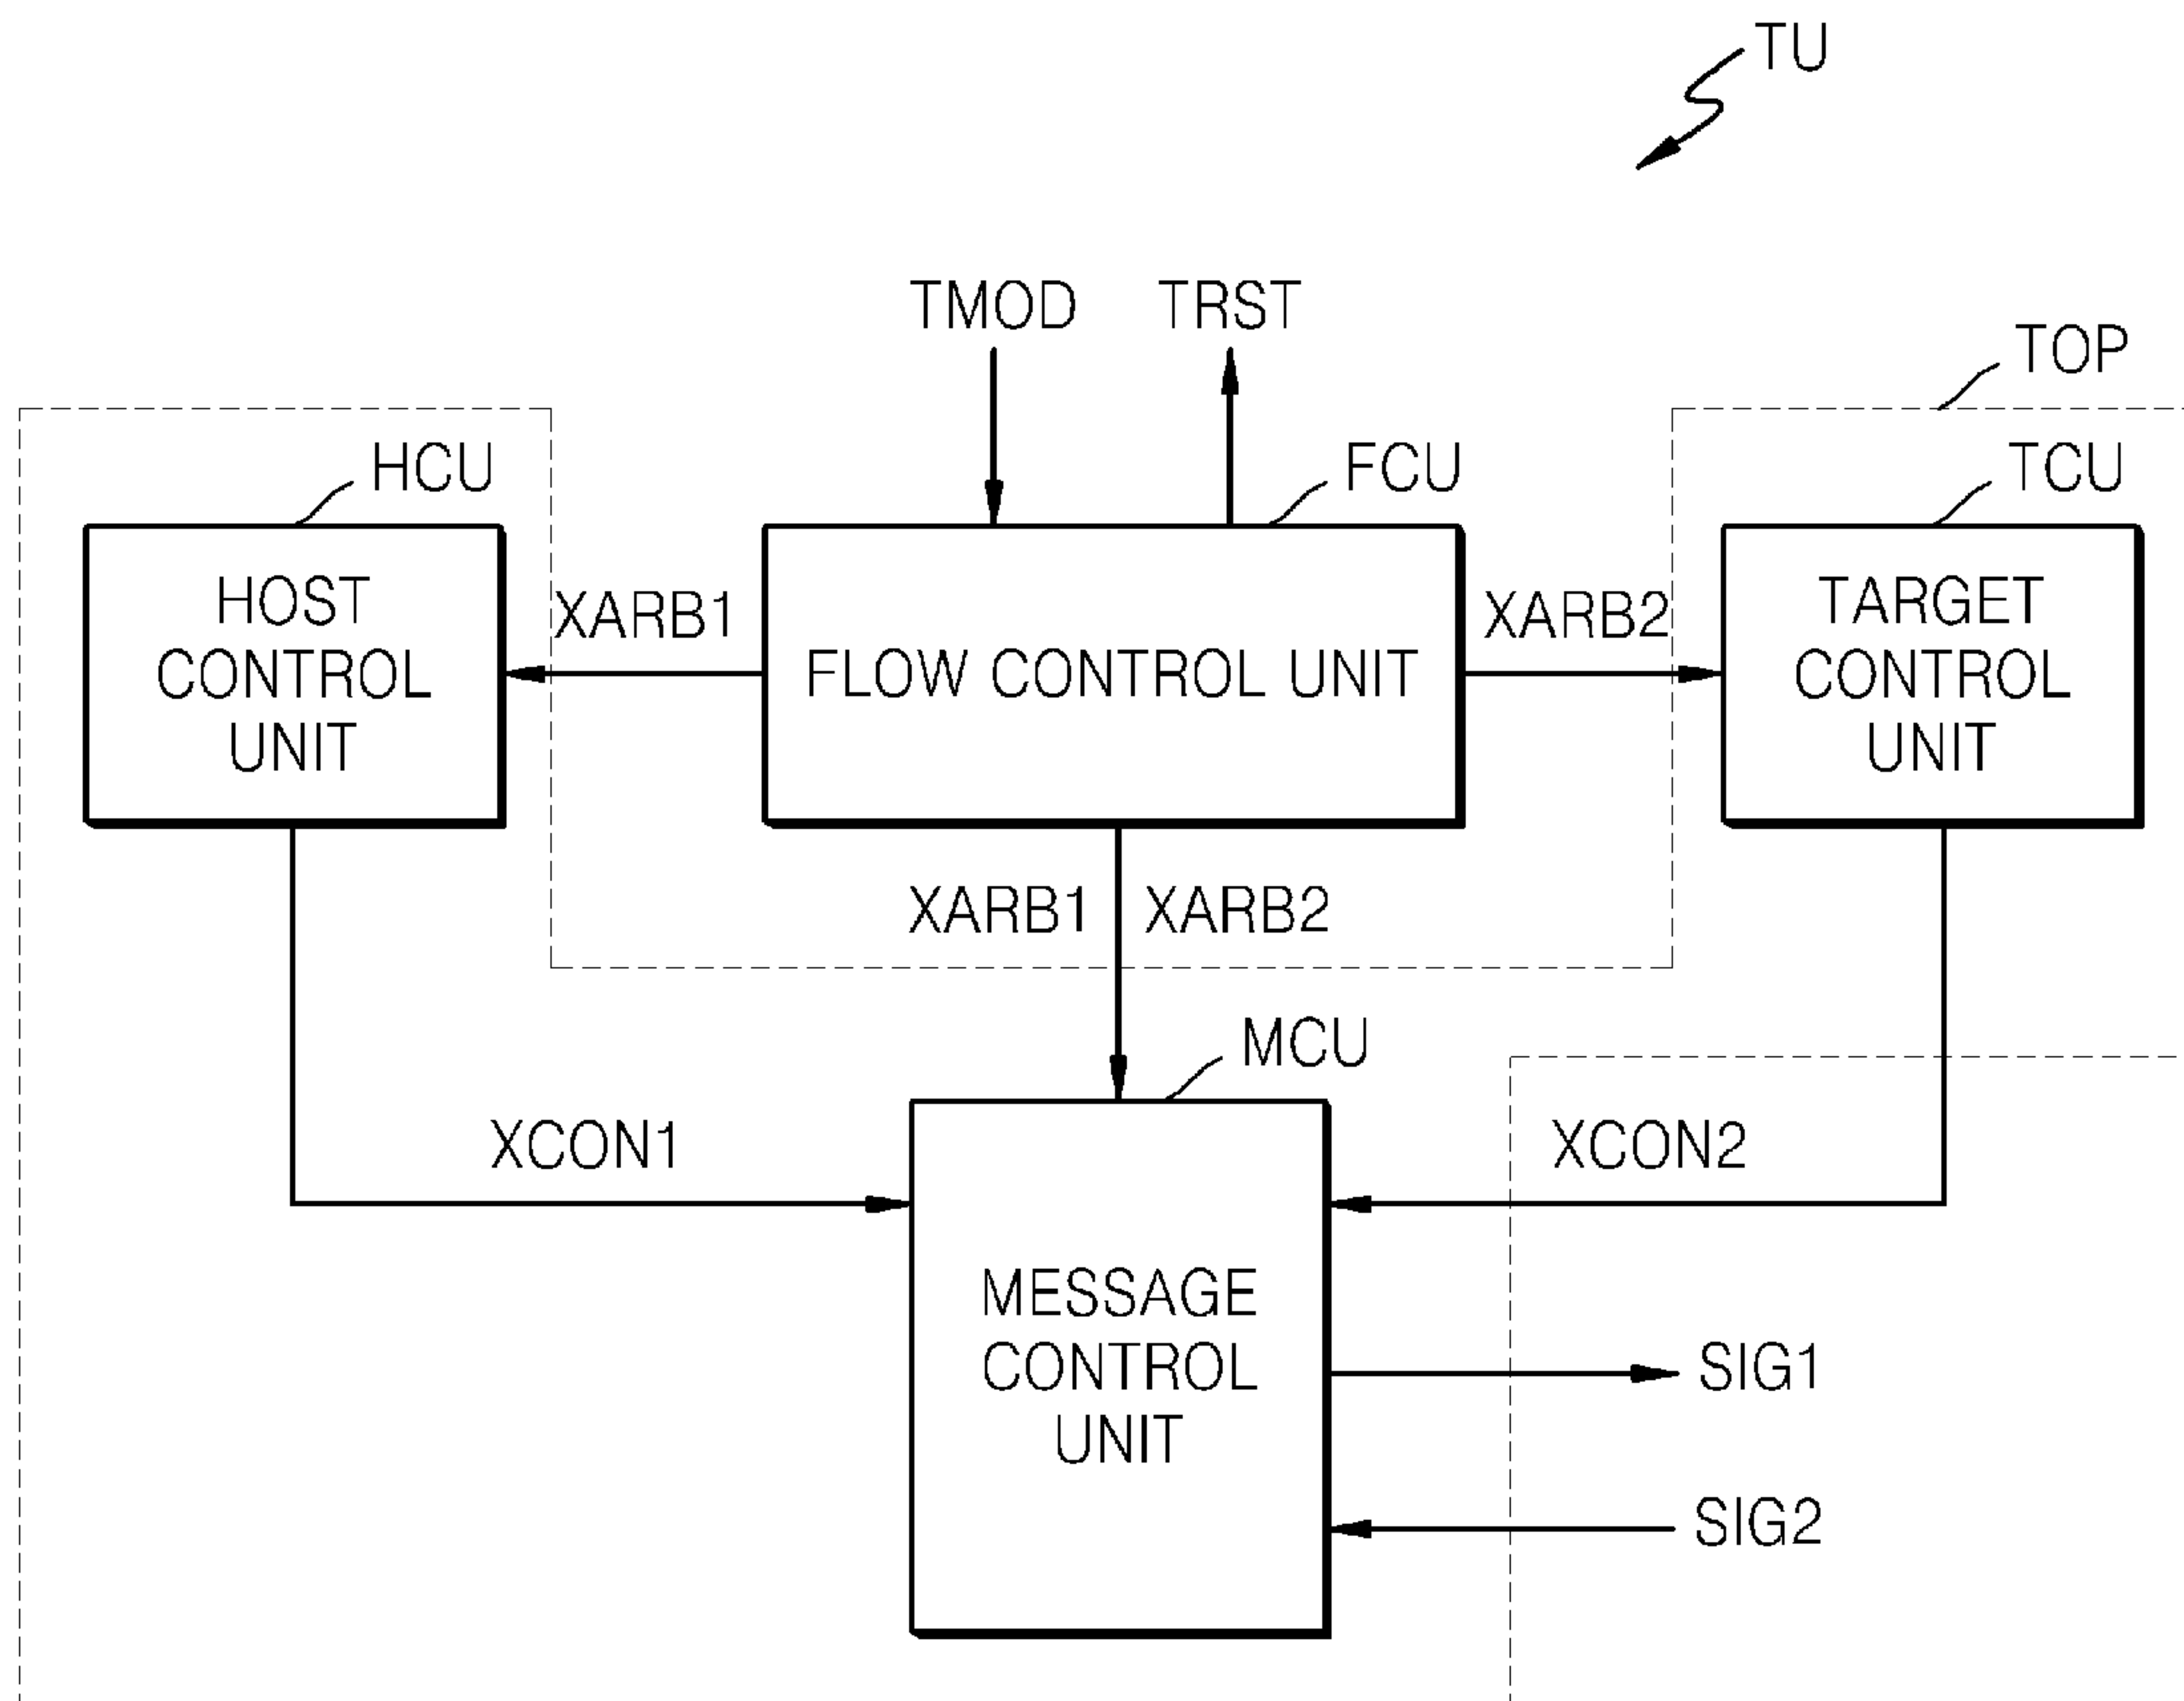 TU
TMOD TRST
TOP
HCU
FCU
TCU
HOST
CONTROL
UNIT
XARB1
FLOW CONTROL UNIT
XARB2
TARGET
CONTROL
UNIT
XARB1 XARB2
MCU
XCON1
XCON2
MESSAGE
CONTROL
UNIT
SIG1
SIG2